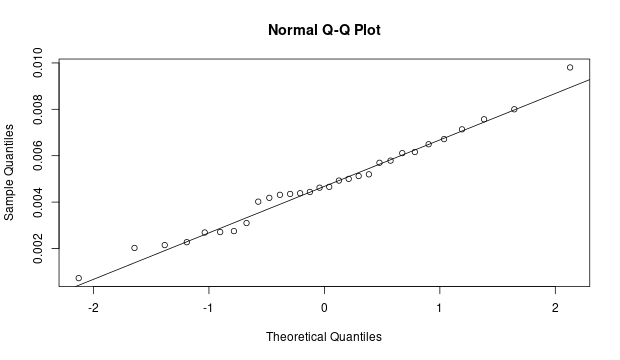 Normal Q-Q Plot
Sample Quantiles
0.010
0.008
0.006
0.004
0.002
-2 -1 0 1 2
Theoretical Quantiles